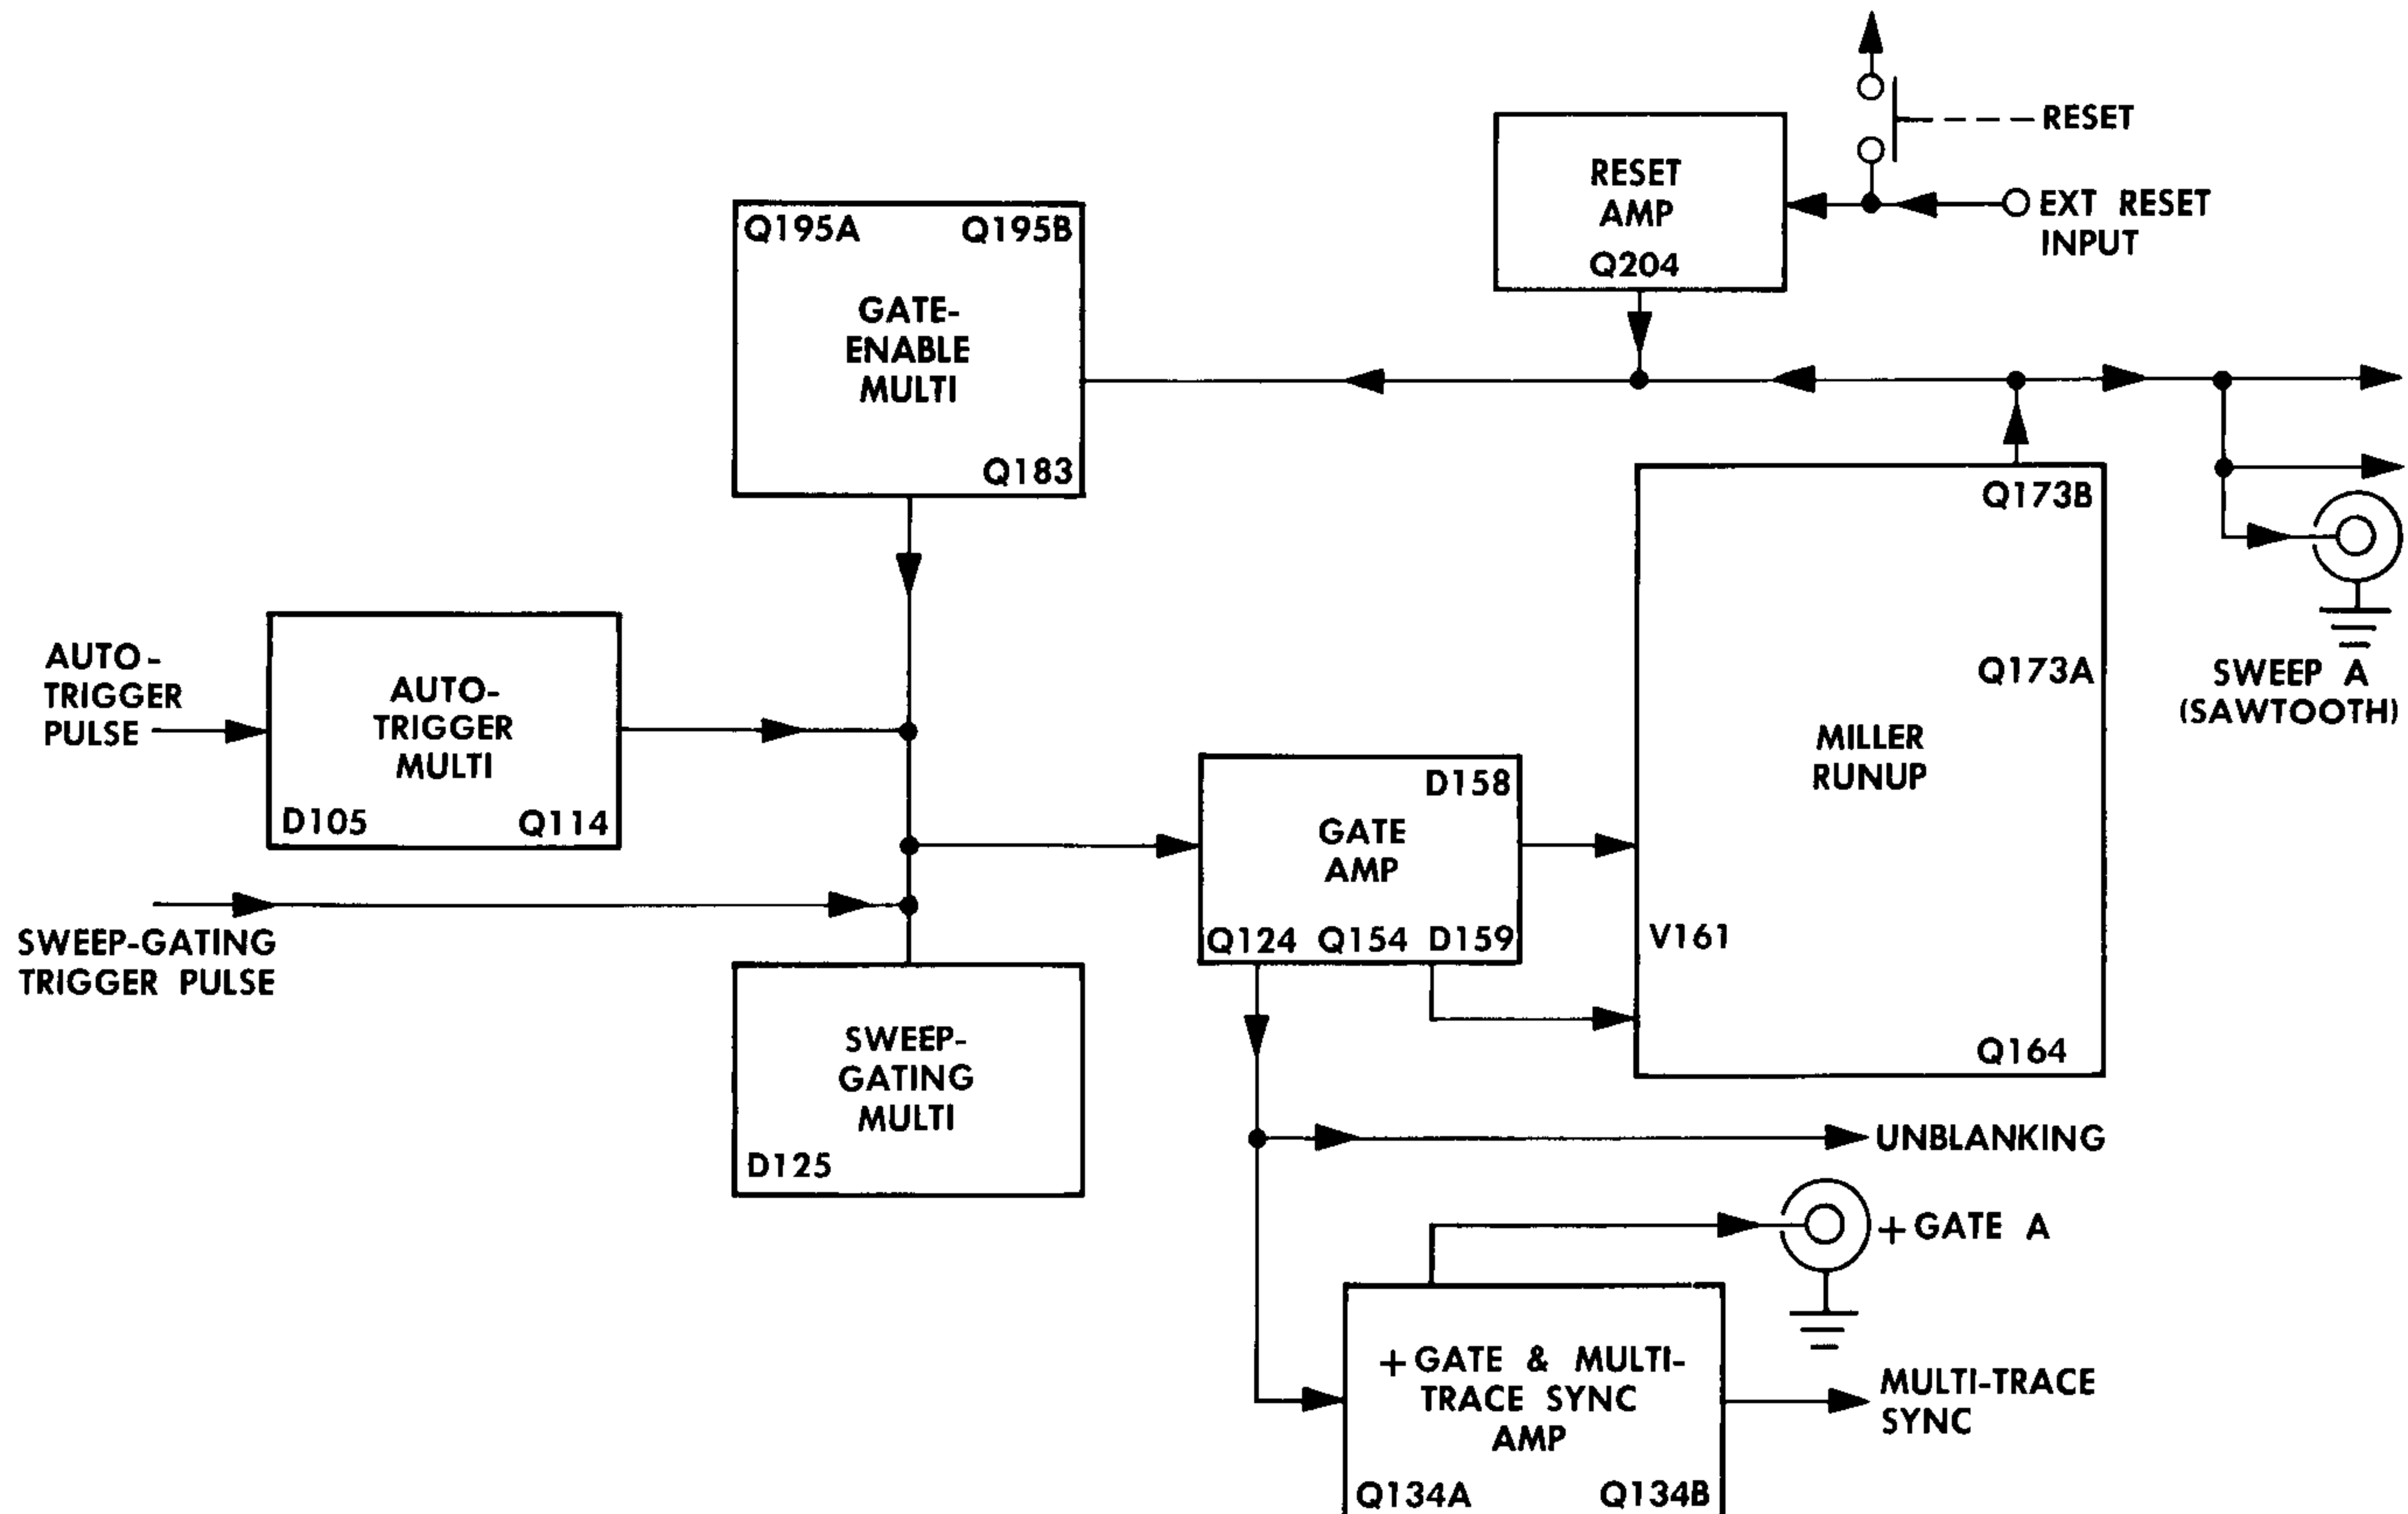 RESET
RESET
AMP
Q204
EXT RESET
INPUT
Q195A Q195B
GATE-
ENABLE
MULTI
Q183
Q173B
Q173A
MILLER
RUNUP
V161
Q164
SWEEP A
(SAWTOOTH)
AUTO-
TRIGGER
PULSE
AUTO-
TRIGGER
MULTI
D105 Q114
D158
GATE
AMP
Q124 Q154 D159
SWEEP-GATING
TRIGGER PULSE
SWEEP-
GATING
MULTI
D125
UNBLANKING
+GATE A
+GATE & MULTI-
TRACE SYNC
AMP
Q134A Q134B
MULTI-TRACE
SYNC